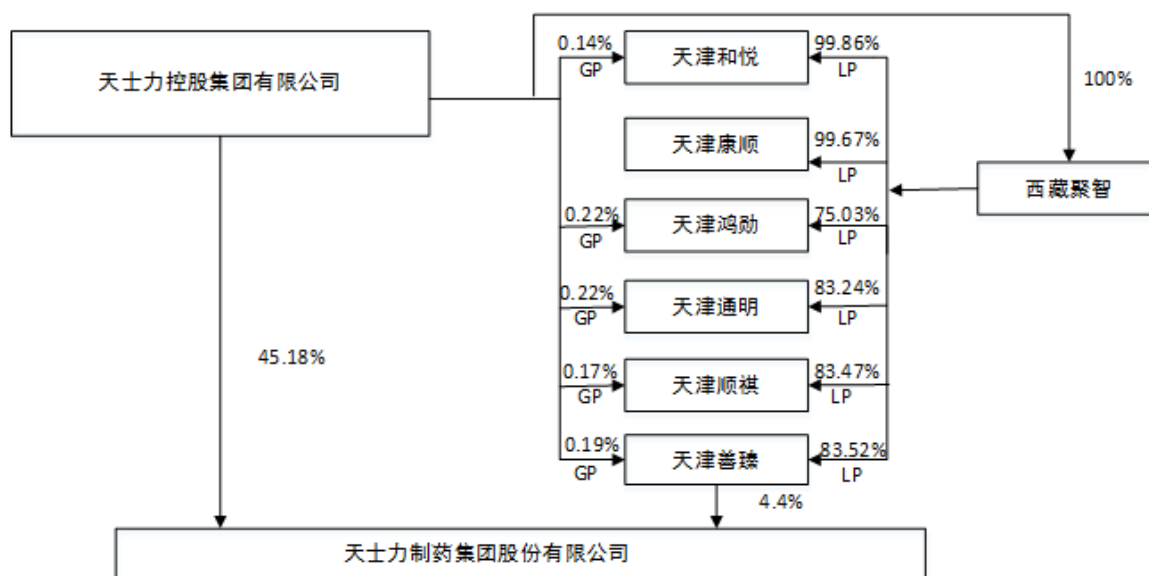 0.14%
天津和悦
99.86%
GP
LP
天士力控股集团有限公司
100%
天津康顺
99.67%
LP
西藏聚智
0.22%
天津鸿勋
75.03%
GP
LP
0.22%
天津通明
83.24%
GP
LP
45.18%
0.17%
天津顺祺
83.47%
GP
LP
0.19%
天津善臻
83.52%
GP
LP
4.4%
天士力制药集团股份有限公司